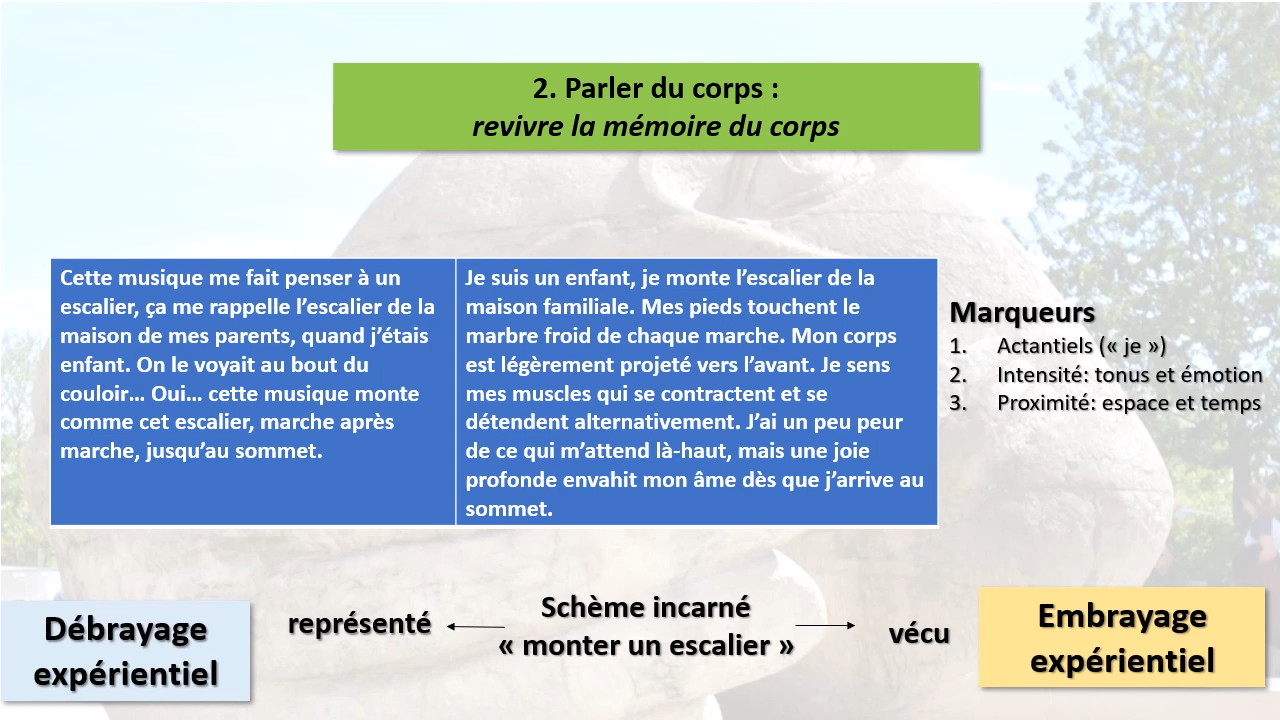 2. Parler du corps :
revivre la mémoire du corps
Cette musique me fait penser à un
escalier, ça me rappelle l’escalier de la
maison de mes parents, quand j’étais
enfant. On le voyait au bout du
couloir… Oui… cette musique monte
comme cet escalier, marche après
marche, jusqu’au sommet.
Je suis un enfant, je monte l’escalier de la
maison familiale. Mes pieds touchent le
marbre froid de chaque marche. Mon corps
est légèrement projeté vers l’avant. Je sens
mes muscles qui se contractent et se
détendent alternativement. J’ai un peu peur
de ce qui m’attend là-haut, mais une joie
profonde envahit mon âme dès que j’arrive au
sommet.
Marqueurs
1. Actantiels (« je »)
2. Intensité: tonus et émotion
3. Proximité: espace et temps
Débrayage
expérientiel
représenté
Schème incarné
« monter un escalier »
vécu
Embrayage
expérientiel